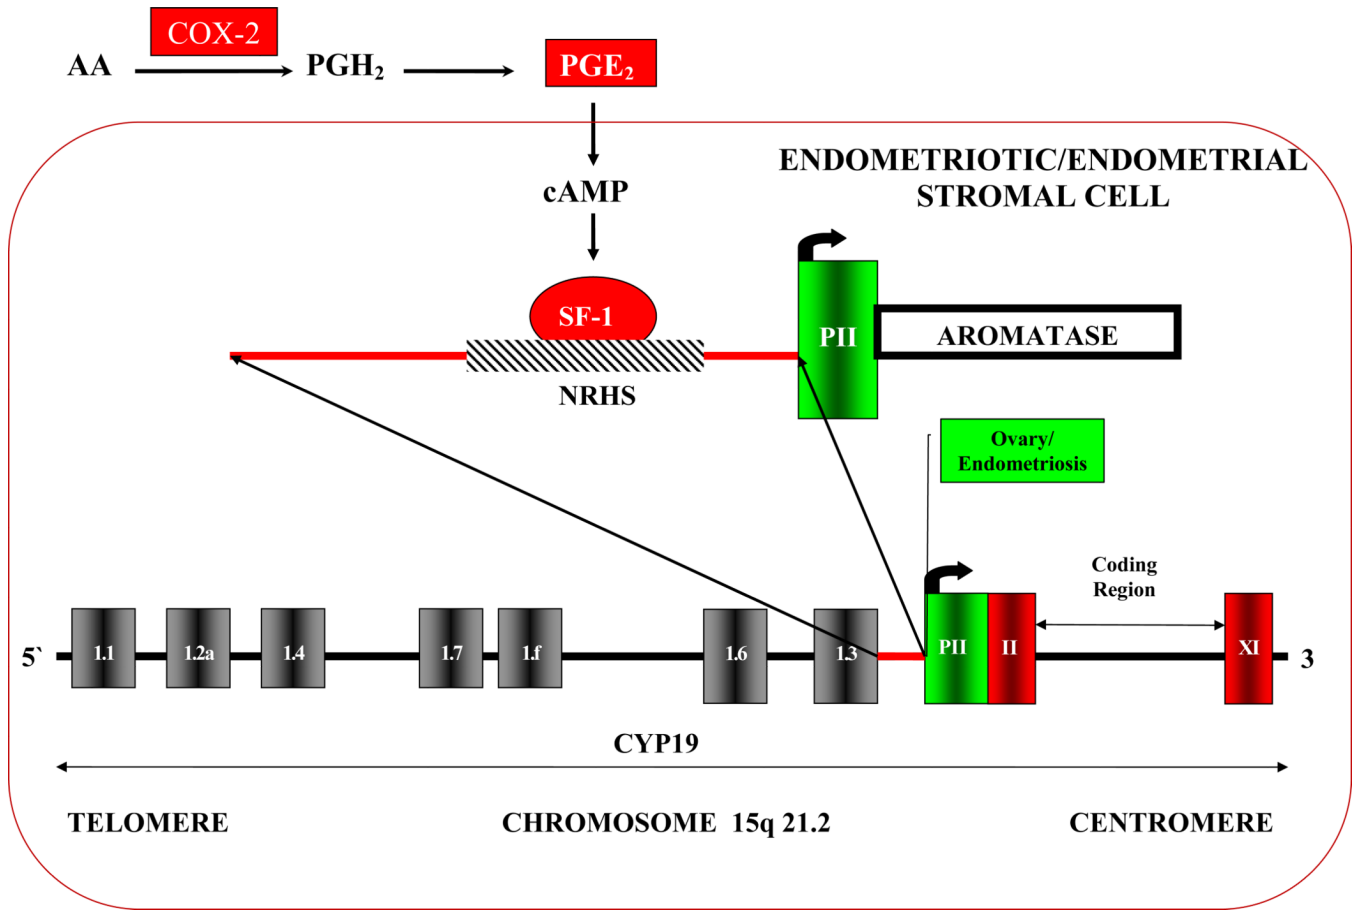 COX-2
AA
PGH₂
PGE₂
ENDOMETRIOTIC/ENDOMETRIAL
STROMAL CELL
cAMP
SF-1
PII
AROMATASE
NRHS
Ovary/
Endometriosis
Coding
Region
5`
1.1
1.2a
1.4
1.7
1.f
1.6
1.3
PII
II
XI
3
CYP19
TELOMERE
CHROMOSOME 15q 21.2
CENTROMERE